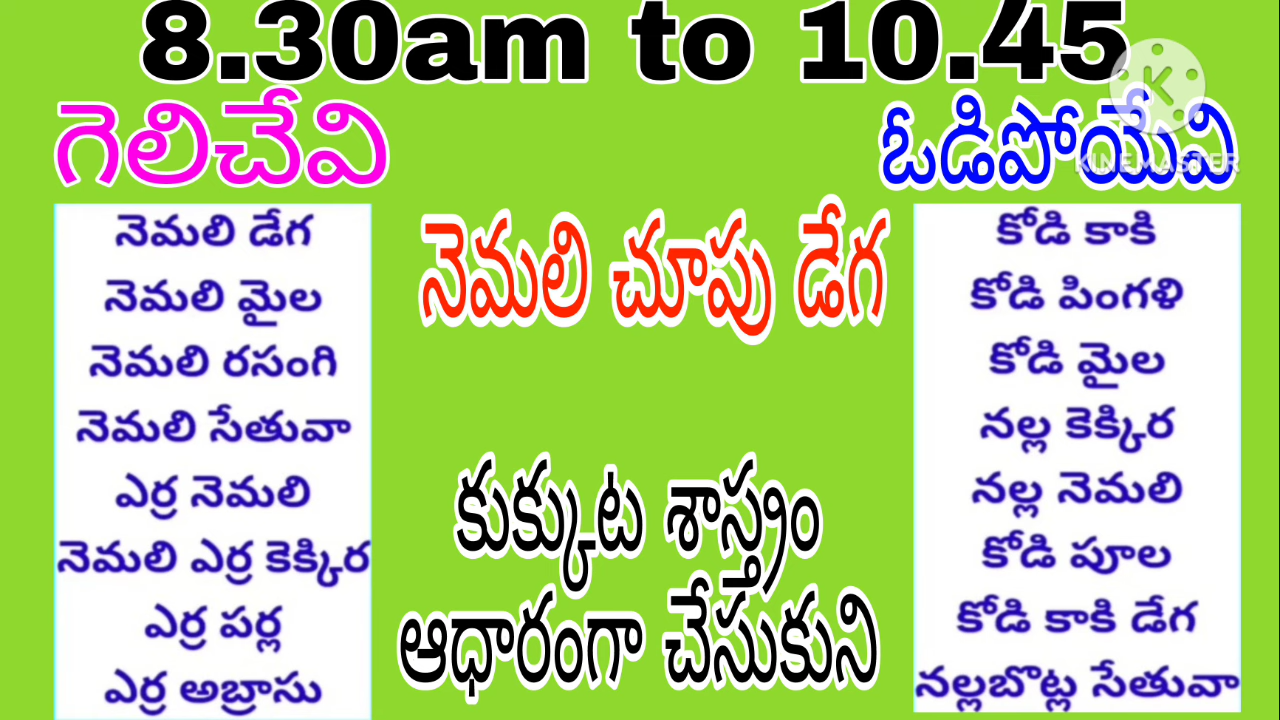 8.30am to 10.45
గెలిచేవి
ఓడిపోయేవి
KINEMASTER
నెమలి డేగ
నెమలి మైల
నెమలి రసంగి
నెమలి సేతువా
ఎర్ర నెమలి
నెమలి ఎర్ర కెక్కిర
ఎర్ర పర్ల
ఎర్ర అబ్రాసు
నెమలి చూపు డేగ
కుక్కుట శాస్త్రం
ఆధారంగా చేసుకుని
కోడి కాకి
కోడి పింగళి
కోడి మైల
నల్ల కెక్కిర
నల్ల నెమలి
కోడి పూల
కోడి కాకి డేగ
నల్లబొట్ల సేతువా